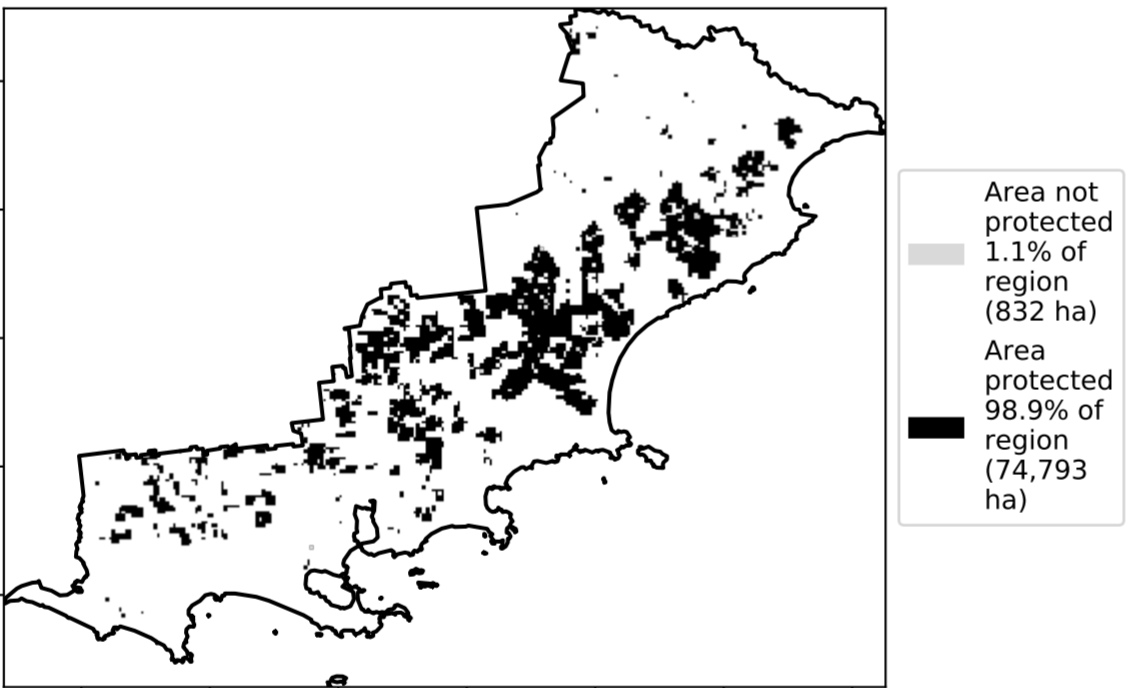 Area not
protected
1.1% of
region
(832 ha)
Area
protected
98.9% of
region
(74,793
ha)